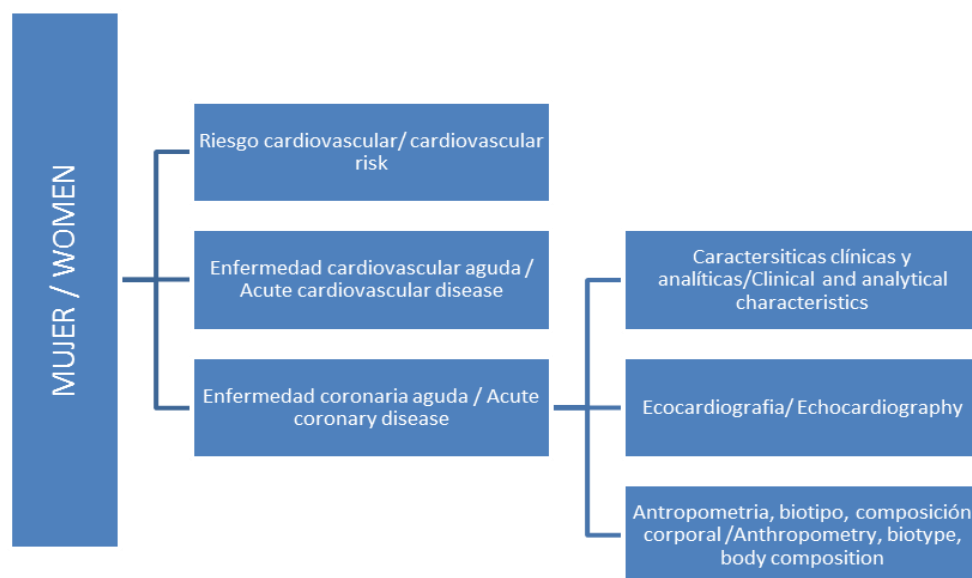 MUJER / WOMEN
Riesgo cardiovascular/ cardiovascular
risk
Enfermedad cardiovascular aguda /
Acute cardiovascular disease
Enfermedad coronaria aguda / Acute
coronary disease
Caractersiticas clínicas y
analíticas/Clinical and analytical
characteristics
Ecocardiografia/ Echocardiography
Antropometria, biotipo, composición
corporal /Anthropometry, biotype,
body composition